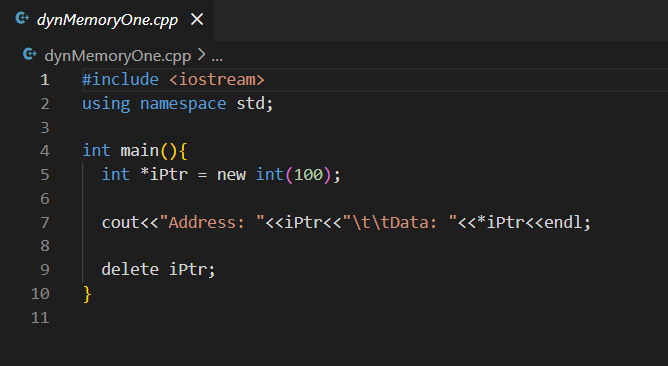 dynMemoryOne.cpp ×
dynMemoryOne.cpp > ...
1 #include <iostream>
2 using namespace std;
3
4 int main(){
5   int *iPtr = new int(100);
6
7   cout<<"Address: "<<iPtr<<"\t\tData: "<<*iPtr<<endl;
8
9   delete iPtr;
10 }
11